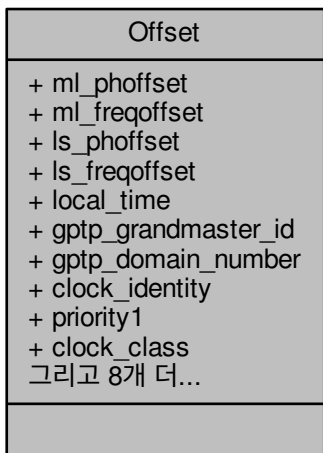 Offset
+ ml_phoffset
+ ml_freqoffset
+ ls_phoffset
+ ls_freqoffset
+ local_time
+ gptp_grandmaster_id
+ gptp_domain_number
+ clock_identity
+ priority1
+ clock_class
그리고 8개 더...